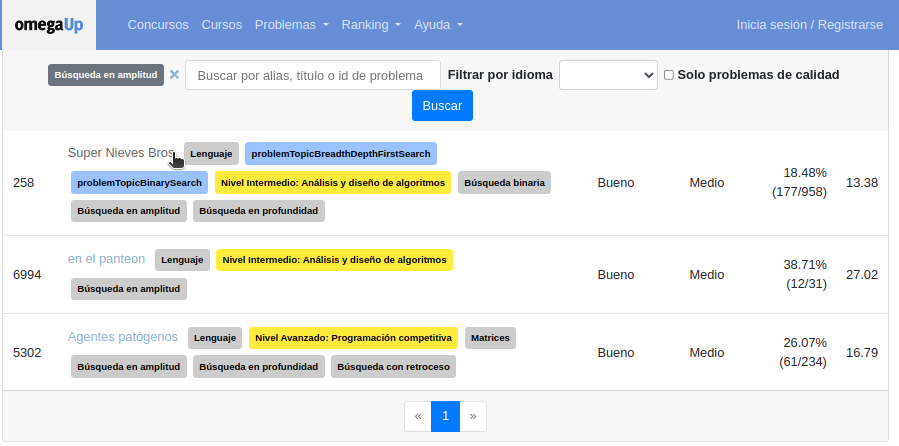 omegaUp Concursos Cursos Problemas Ranking Ayuda Inicia sesión / Registrarse
Búsqueda en amplitud × Buscar por alias, título o id de problema Filtrar por idioma Solo problemas de calidad
Buscar
Super Nieves Bros. Lenguaje problemTopicBreadthDepthFirstSearch
258 problemTopicBinarySearch Nivel Intermedio: Análisis y diseño de algoritmos Búsqueda binaria Bueno Medio 18.48% (177/958) 13.38
Búsqueda en amplitud Búsqueda en profundidad
en el panteon Lenguaje Nivel Intermedio: Análisis y diseño de algoritmos
6994 Bueno Medio 38.71% (12/31) 27.02
Búsqueda en amplitud
Agentes patógenos Lenguaje Nivel Avanzado: Programación competitiva Matrices
5302 Bueno Medio 26.07% (61/234) 16.79
Búsqueda en amplitud Búsqueda en profundidad Búsqueda con retroceso
« 1 »